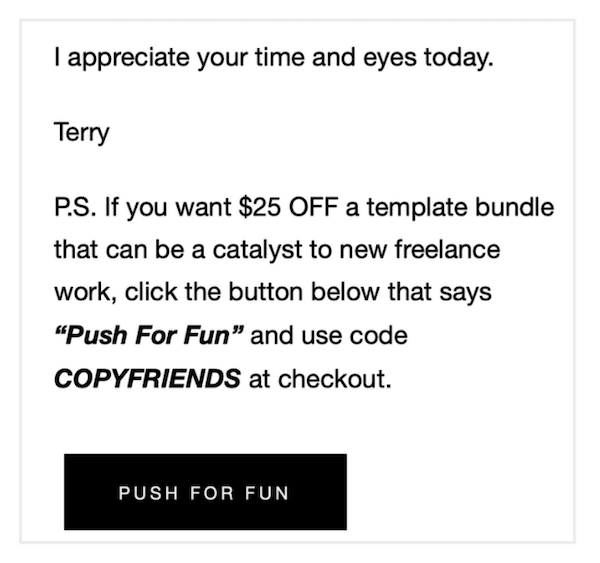 I appreciate your time and eyes today.
Terry
P.S. If you want $25 OFF a template bundle
that can be a catalyst to new freelance
work, click the button below that says
“Push For Fun” and use code
COPYFRIENDS at checkout.
PUSH FOR FUN